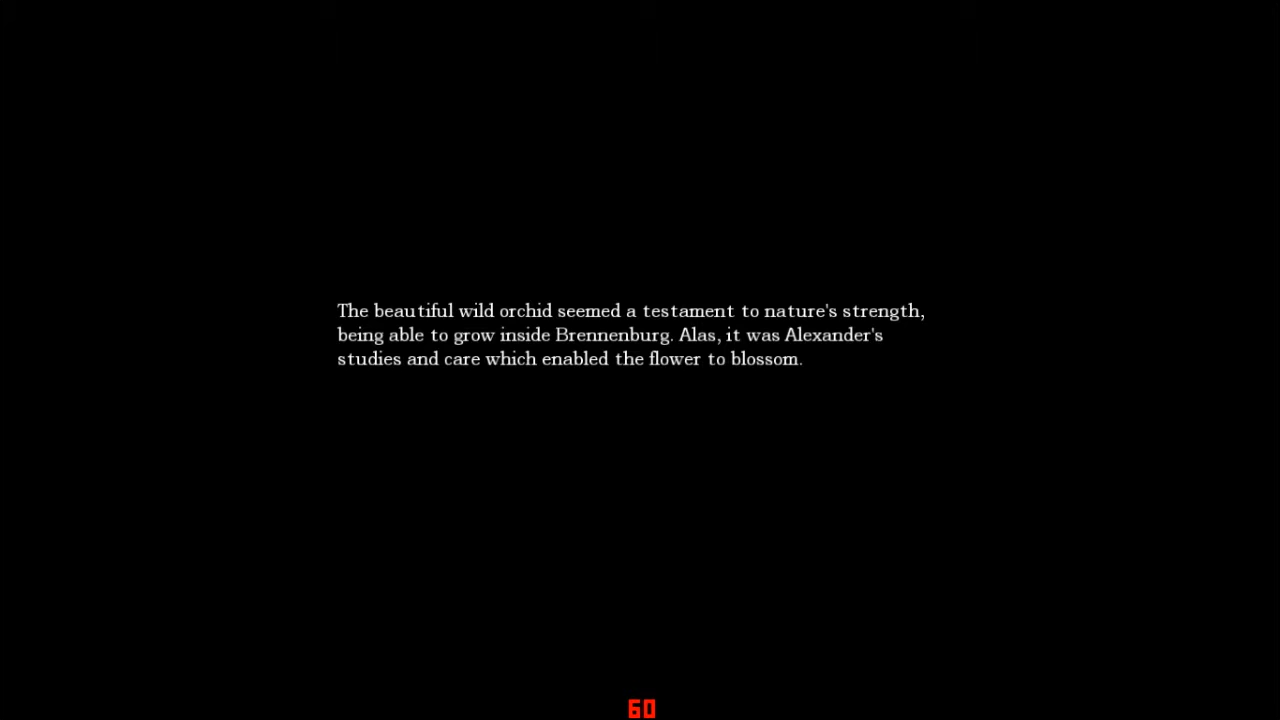 The beautiful wild orchid seemed a testament to nature's strength,
being able to grow inside Brennenburg. Alas, it was Alexander's
studies and care which enabled the flower to blossom.
60